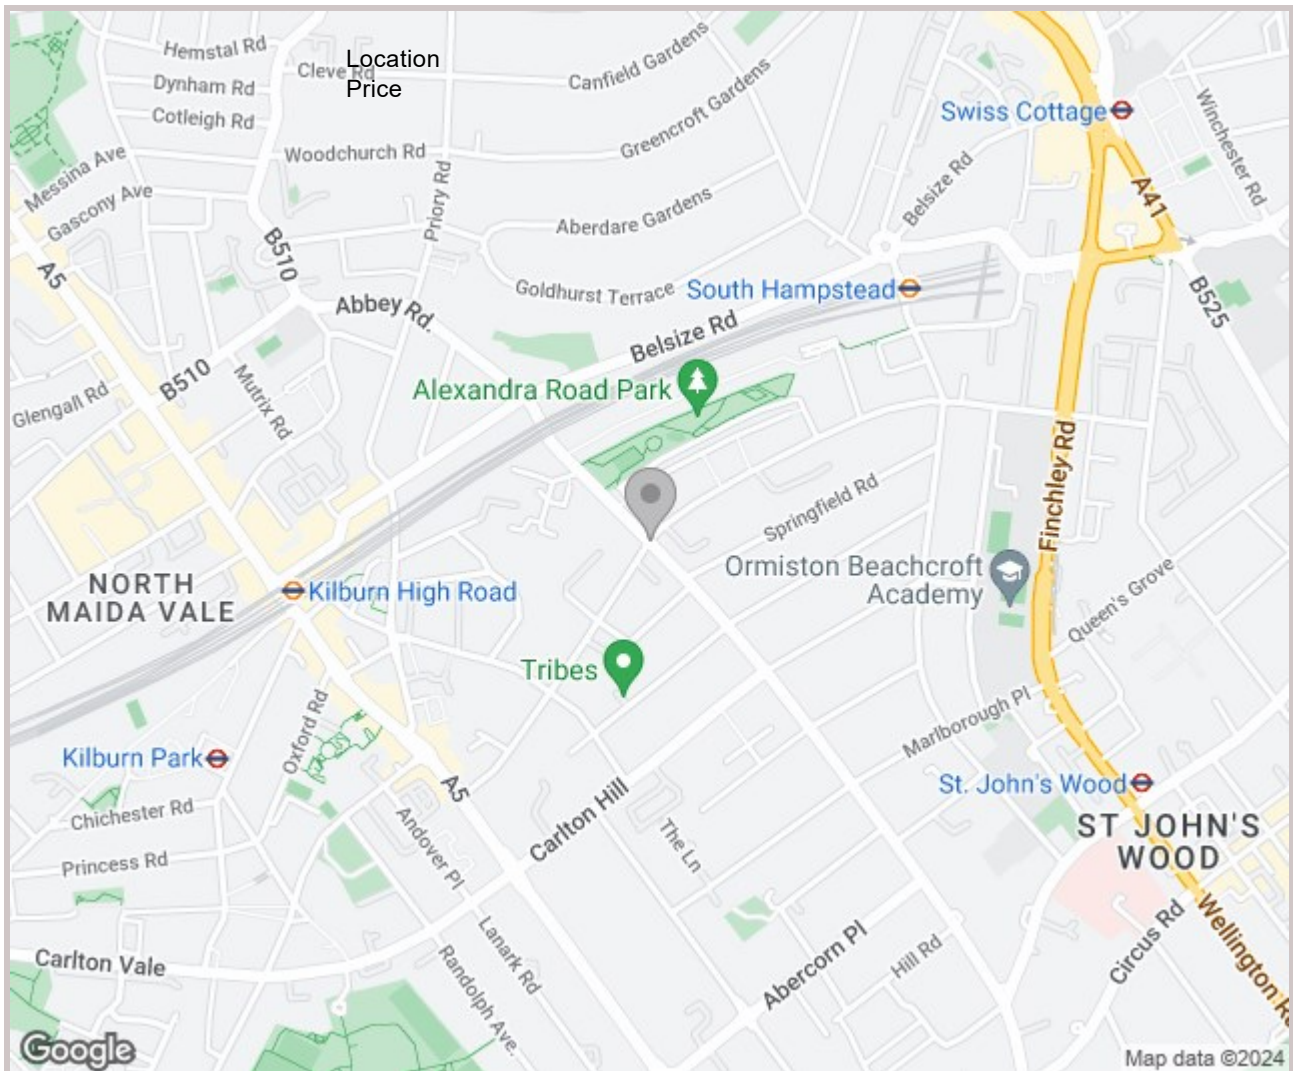 Hemstal Rd
Location
Cleve Rd
Price
Canfield Gardens
Dynham Rd
Greencroft Gardens
Swiss Cottage
Winchester Rd
Cotleigh Rd
Messina Ave
Woodchurch Rd
Priory Rd
Belsize Rd
A41
Gascony Ave
Aberdare Gardens
B510
A5
Goldhurst Terrace
South Hampstead
B525
Abbey Rd.
Belsize Rd
B510
Alexandra Road Park
Glengall Rd
Mutrix Rd
Finchley Rd
Springfield Rd
Ormiston Beachcroft
Academy
NORTH
MAIDA VALE
Kilburn High Road
Queen's Grove
Tribes
Oxford Rd
Marlborough Pl
Kilburn Park
St. John's Wood
A5
Chichester Rd
Carlton Hill
The Ln
ST JOHN'S
WOOD
Andover Pl
Princess Rd
Lanark Rd
Wellington R
Circus Rd
Abercorn Pl
Hill Rd
Carlton Vale
Randolph Ave.
Google
Map data ©2024